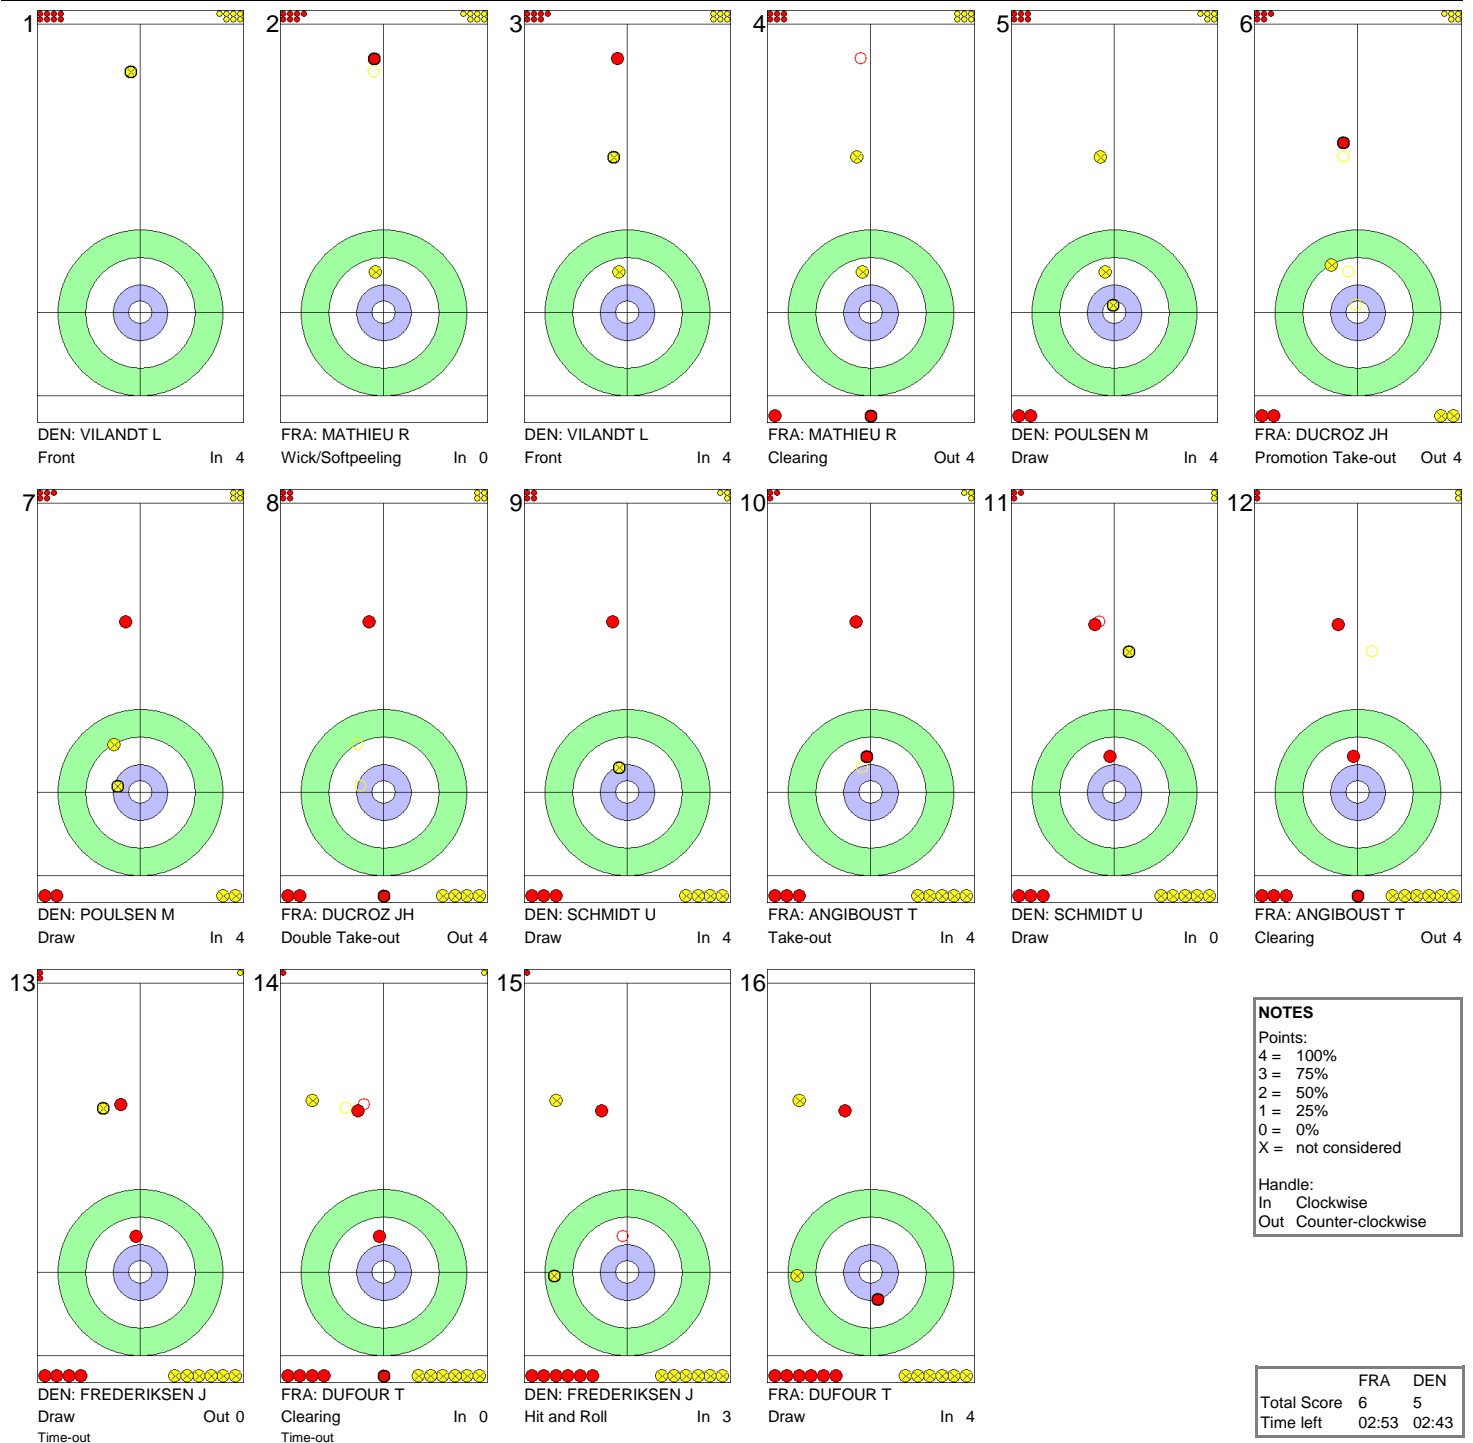 1 2 3 4 5 6
DEN: VILANDT L FRA: MATHIEU R DEN: VILANDT L FRA: MATHIEU R DEN: POULSEN M FRA: DUCROZ JH
Front In 4 Wick/Softpeeling In 0 Front In 4 Clearing Out 4 Draw In 4 Promotion Take-out Out 4
7 8 9 10 11 12
DEN: POULSEN M FRA: DUCROZ JH DEN: SCHMIDT U FRA: ANGIBOUST T DEN: SCHMIDT U FRA: ANGIBOUST T
Draw In 4 Double Take-out Out 4 Draw In 4 Take-out In 4 Draw In 0 Clearing Out 4
13 14 15 16
DEN: FREDERIKSEN J FRA: DUFOUR T DEN: FREDERIKSEN J FRA: DUFOUR T
Draw Out 0 Clearing In 0 Hit and Roll In 3 Draw In 4
Time-out Time-out
NOTES
Points:
4 = 100%
3 = 75%
2 = 50%
1 = 25%
0 = 0%
X = not considered
Handle:
In Clockwise
Out Counter-clockwise
FRA DEN
Total Score 6 5
Time left 02:53 02:43